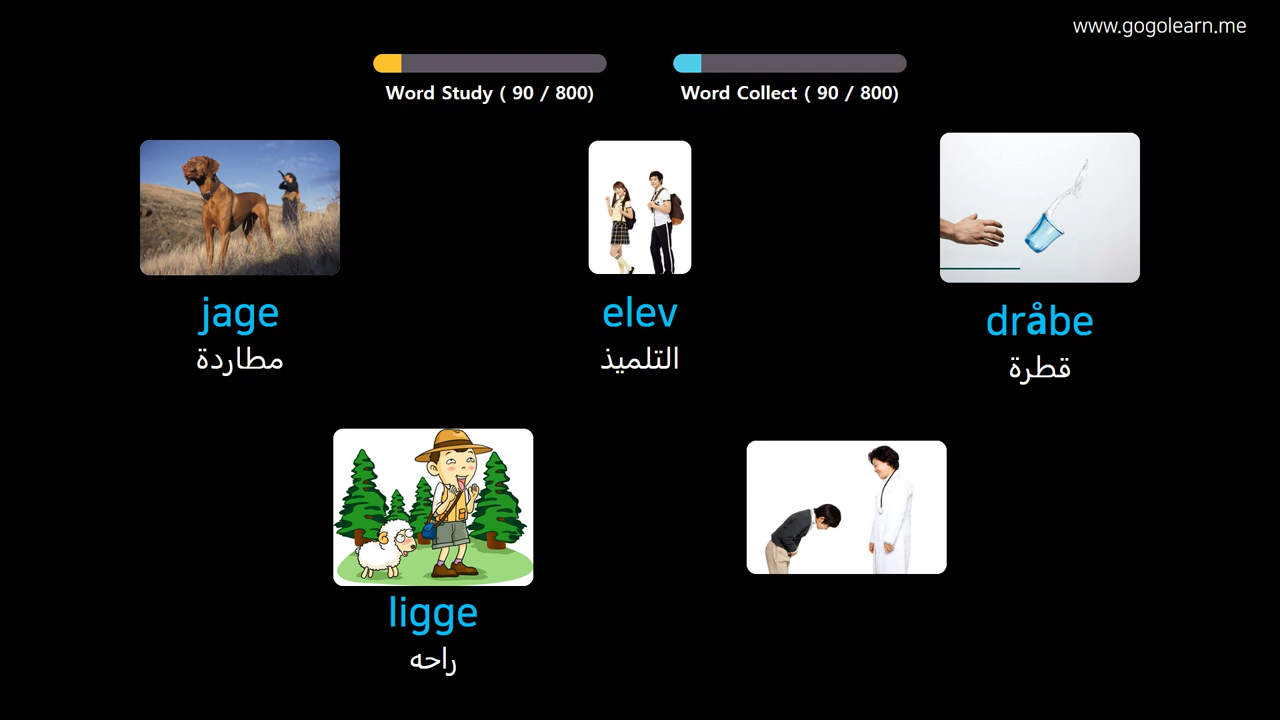 www.gogolearn.me
Word Study ( 90 / 800)
Word Collect ( 90 / 800)
jage
مطاردة
elev
التلميذ
dråbe
قطرة
ligge
راحه